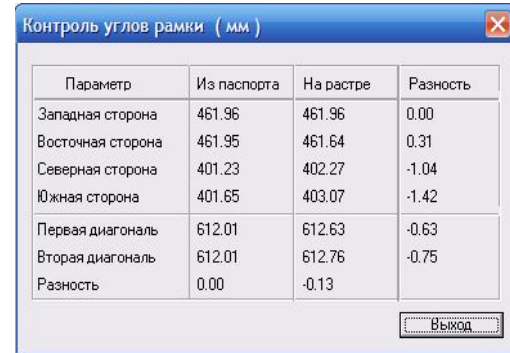 Контроль углов рамки ( мм )
Параметр Из паспорта На растре Разность
Западная сторона 461.96 461.96 0.00
Восточная сторона 461.95 461.64 0.31
Северная сторона 401.23 402.27 -1.04
Южная сторона 401.65 403.07 -1.42
Первая диагональ 612.01 612.63 -0.63
Вторая диагональ 612.01 612.76 -0.75
Разность 0.00 -0.13
Выход